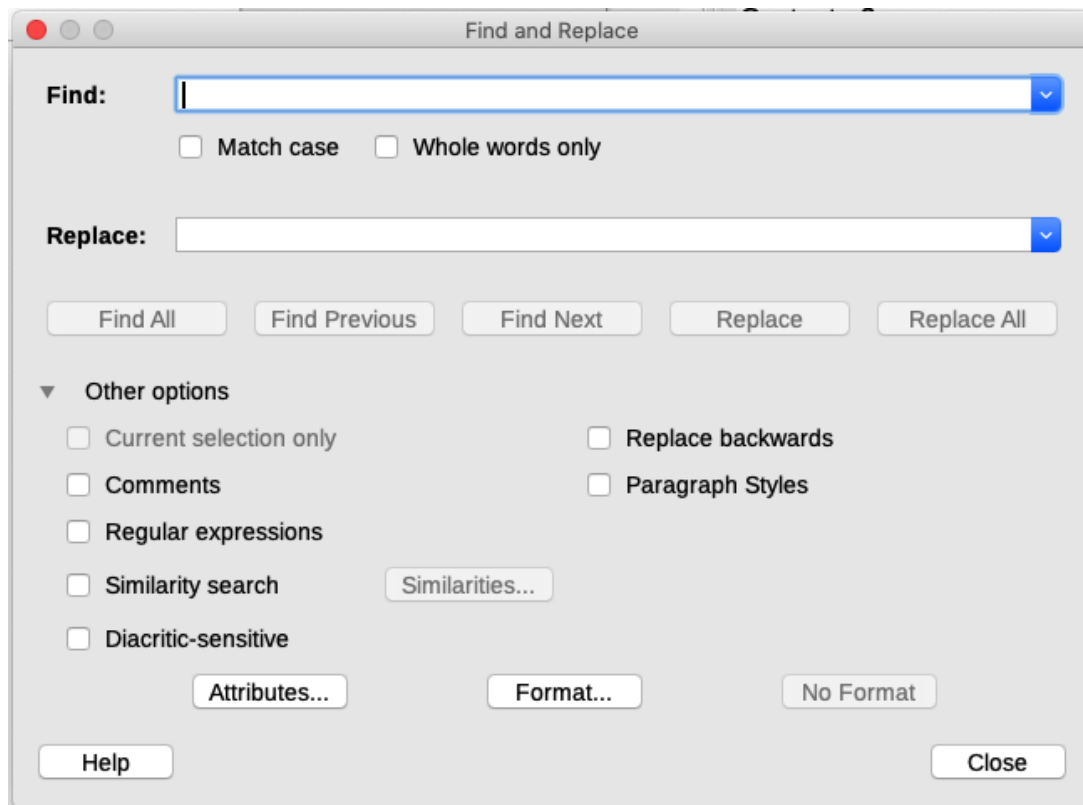 Find and Replace
Find:
Match case Whole words only
Replace:
Find All Find Previous Find Next Replace Replace All
Other options
Current selection only Replace backwards
Comments Paragraph Styles
Regular expressions
Similarity search Similarities...
Diacritic-sensitive
Attributes... Format... No Format
Help Close